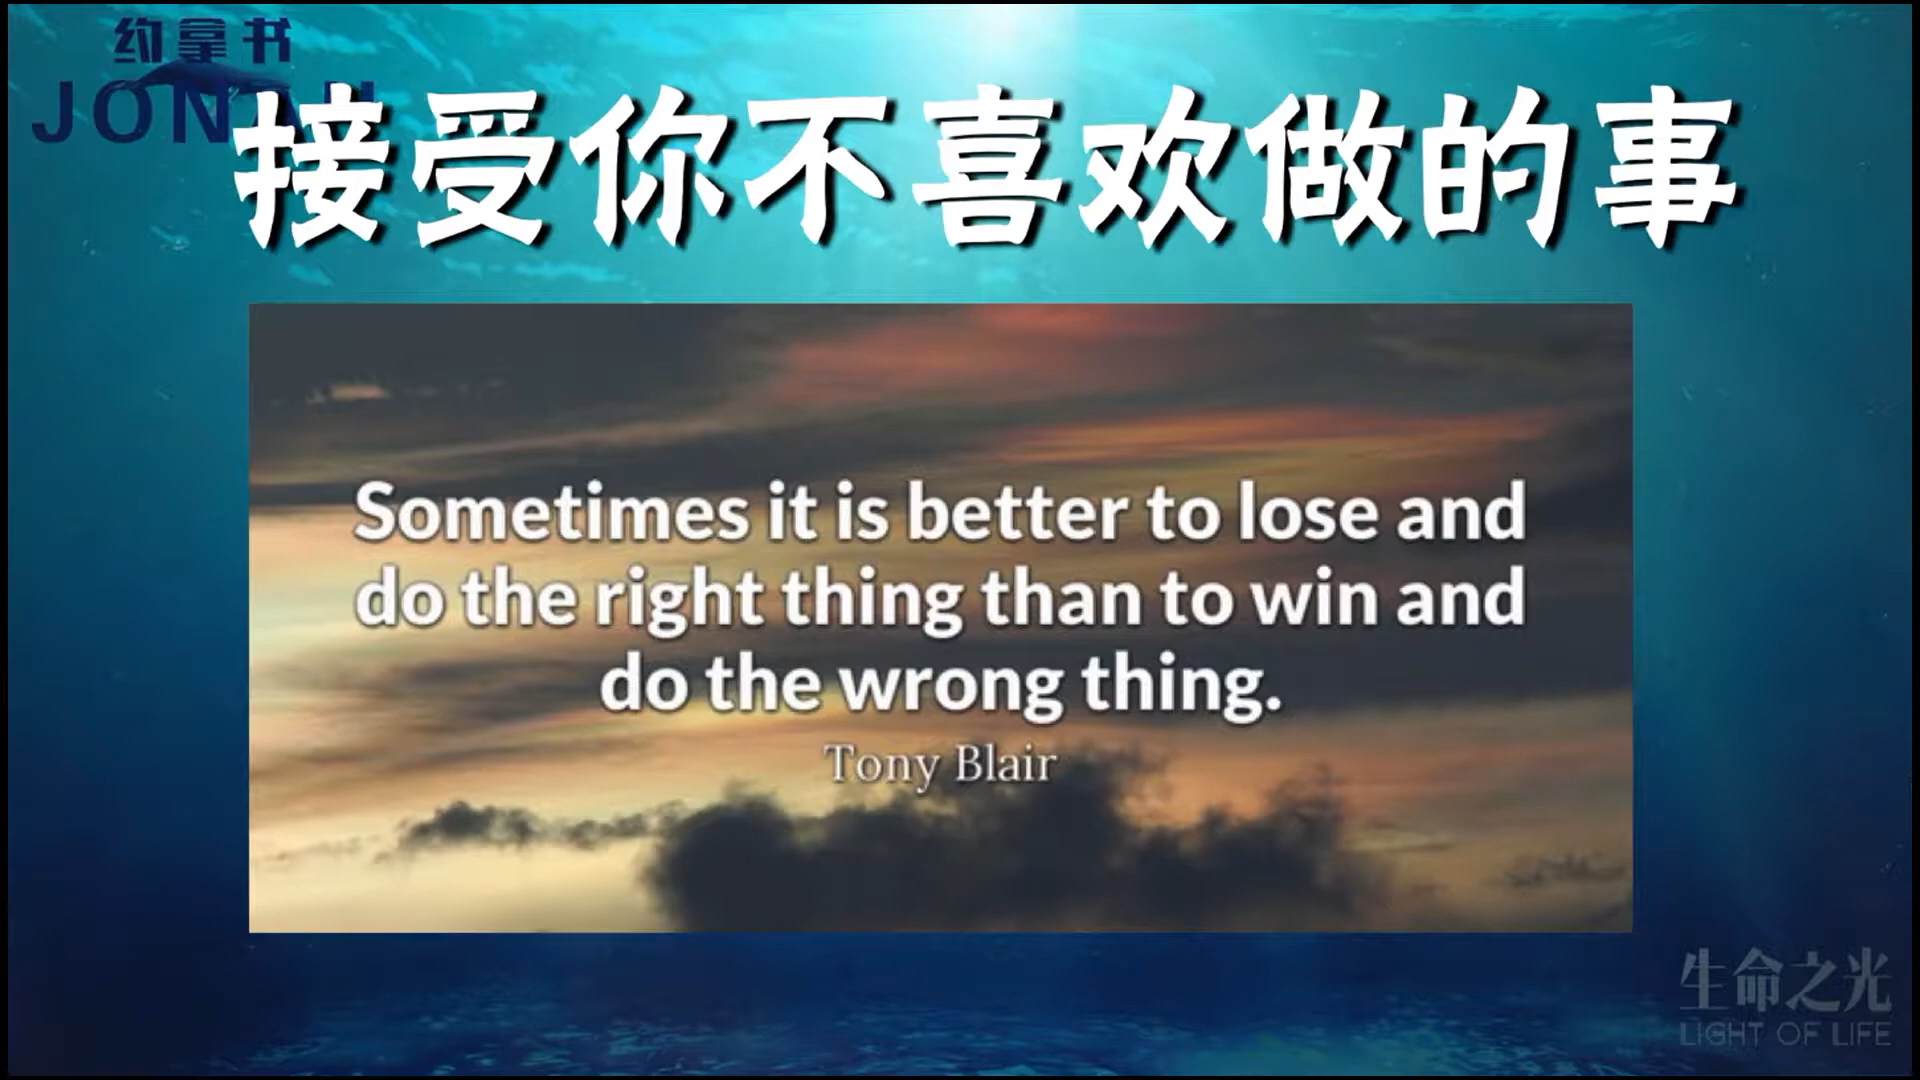 约拿书
JONAH
接受你不喜欢做的事
Sometimes it is better to lose and
do the right thing than to win and
do the wrong thing.
Tony Blair
生命之光
LIGHT OF LIFE